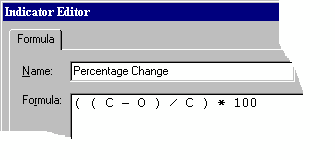 Indicator Editor
Formula
Name: Percentage Change
Formula: ( ( C - O ) / C ) * 100